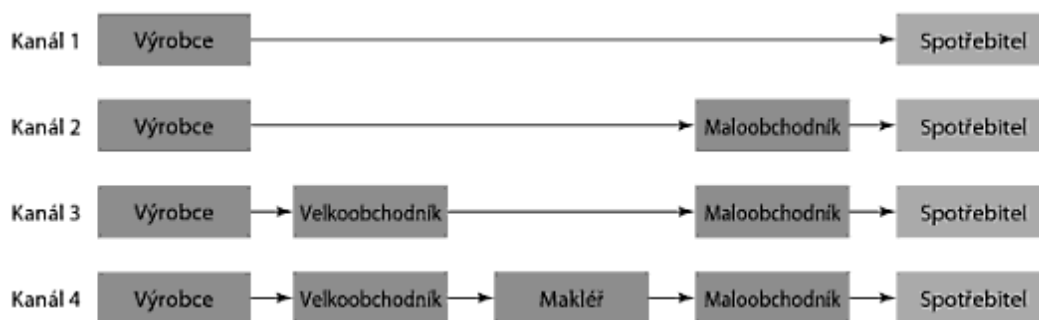 Kanál 1 Výrobce Spotřebitel
Kanál 2 Výrobce Maloobchodník Spotřebitel
Kanál 3 Výrobce Velkoobchodník Maloobchodník Spotřebitel
Kanál 4 Výrobce Velkoobchodník Makléř Maloobchodník Spotřebitel